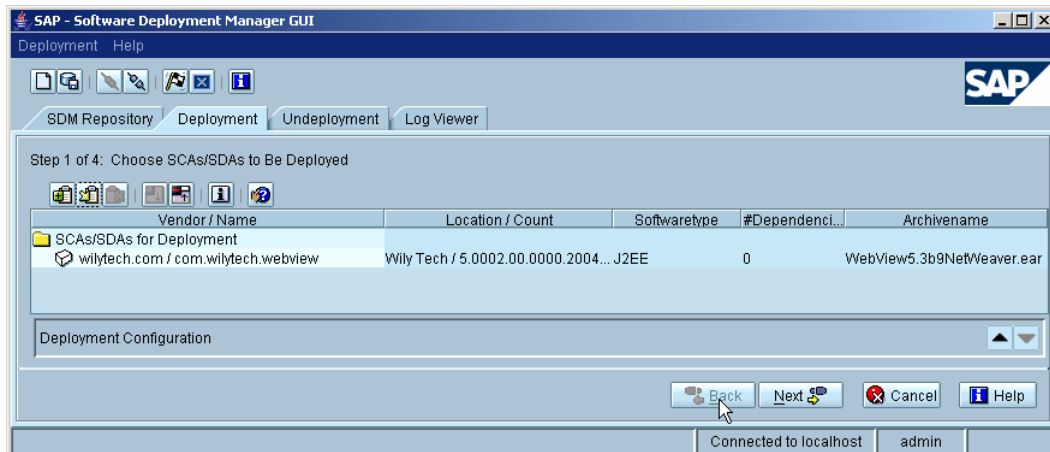 SAP - Software Deployment Manager GUI
Deployment Help
SAP
SDM Repository Deployment Undeployment Log Viewer
Step 1 of 4: Choose SCAs/SDAs to Be Deployed
Vendor / Name Location / Count Softwaretype #Dependenci... Archivename
SCAs/SDAs for Deployment
wilytech.com / com.wilytech.webview Wily Tech / 5.0002.00.0000.2004... J2EE 0 WebView5.3b9NetWeaver.ear
Deployment Configuration
Back Next Cancel Help
Connected to localhost admin